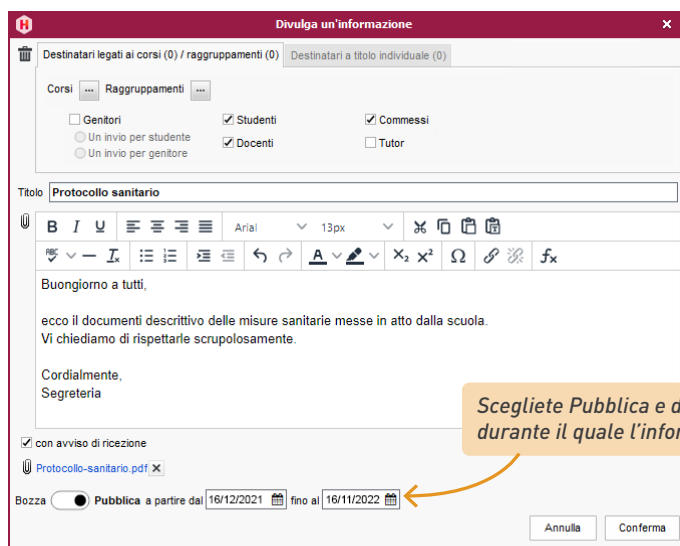 Divulga un'informazione
Destinatari legati ai corsi (0) / raggruppamenti (0) Destinatari a titolo individuale (0)
Corsi ... Raggruppamenti ...
Genitori Studenti Commessi
Un invio per studente
Docenti Tutor
Un invio per genitore
Titolo Protocollo sanitario
B I U Arial 13px
ABC I× A X₂ X² Ω fx
Buongiorno a tutti,
ecco il documenti descrittivo delle misure sanitarie messe in atto dalla scuola.
Vi chiediamo di rispettarle scrupolosamente.
Cordialmente,
Segreteria
Scegliete Pubblica e d
durante il quale l'infor
con avviso di ricezione
Protocollo-sanitario.pdf
Bozza Pubblica a partire dal 16/12/2021 fino al 16/11/2022
Annulla Conferma